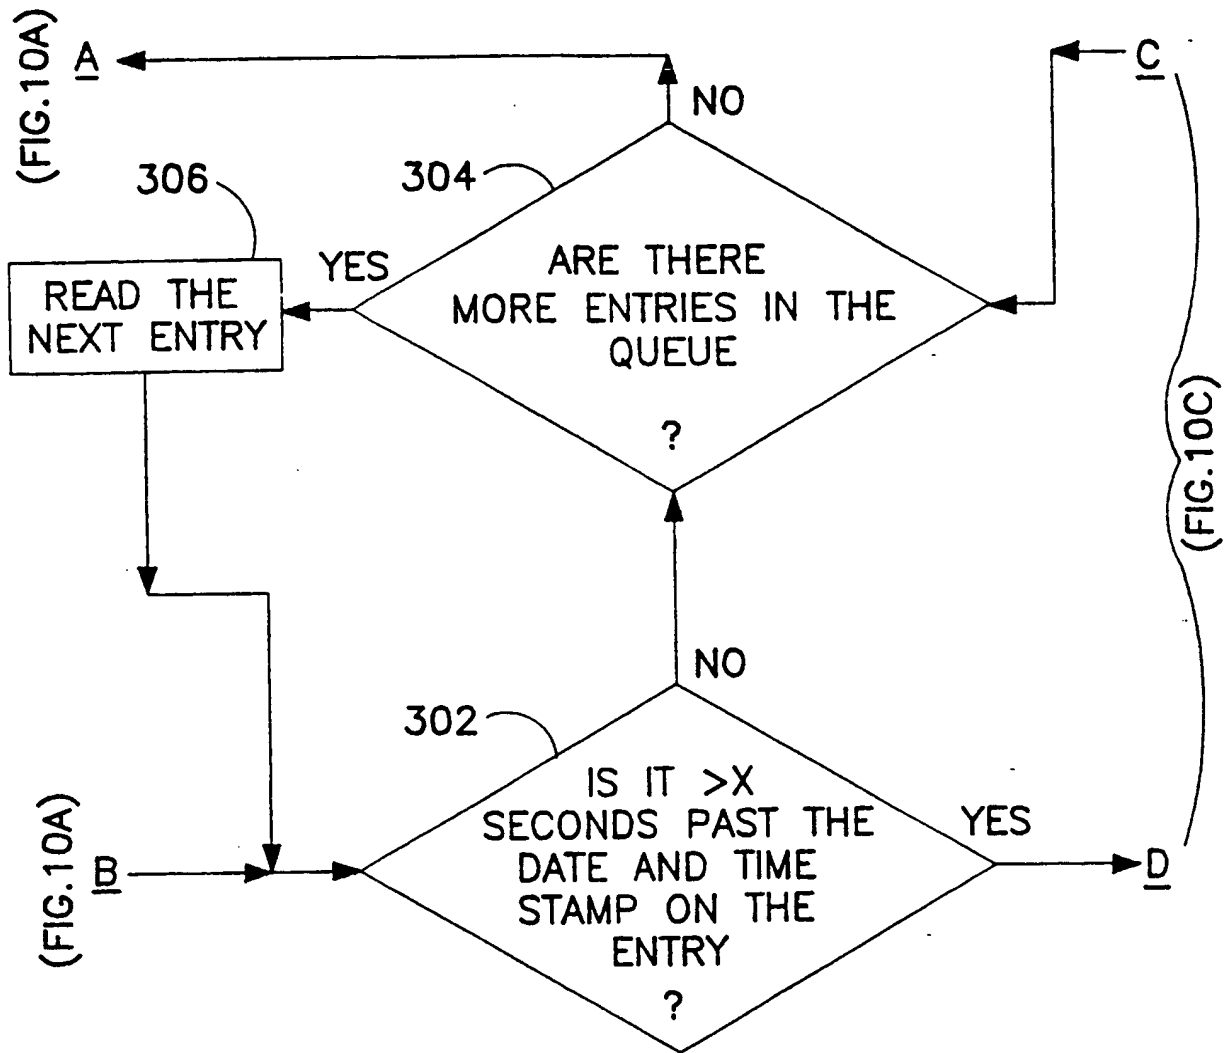 (FIG.10A)
A
C
NO
306
304
YES
READ THE
NEXT ENTRY
ARE THERE
MORE ENTRIES IN THE
QUEUE
?
(FIG.10C)
NO
302
IS IT >X
SECONDS PAST THE
DATE AND TIME
STAMP ON THE
ENTRY
?
YES
(FIG.10A)
B
D